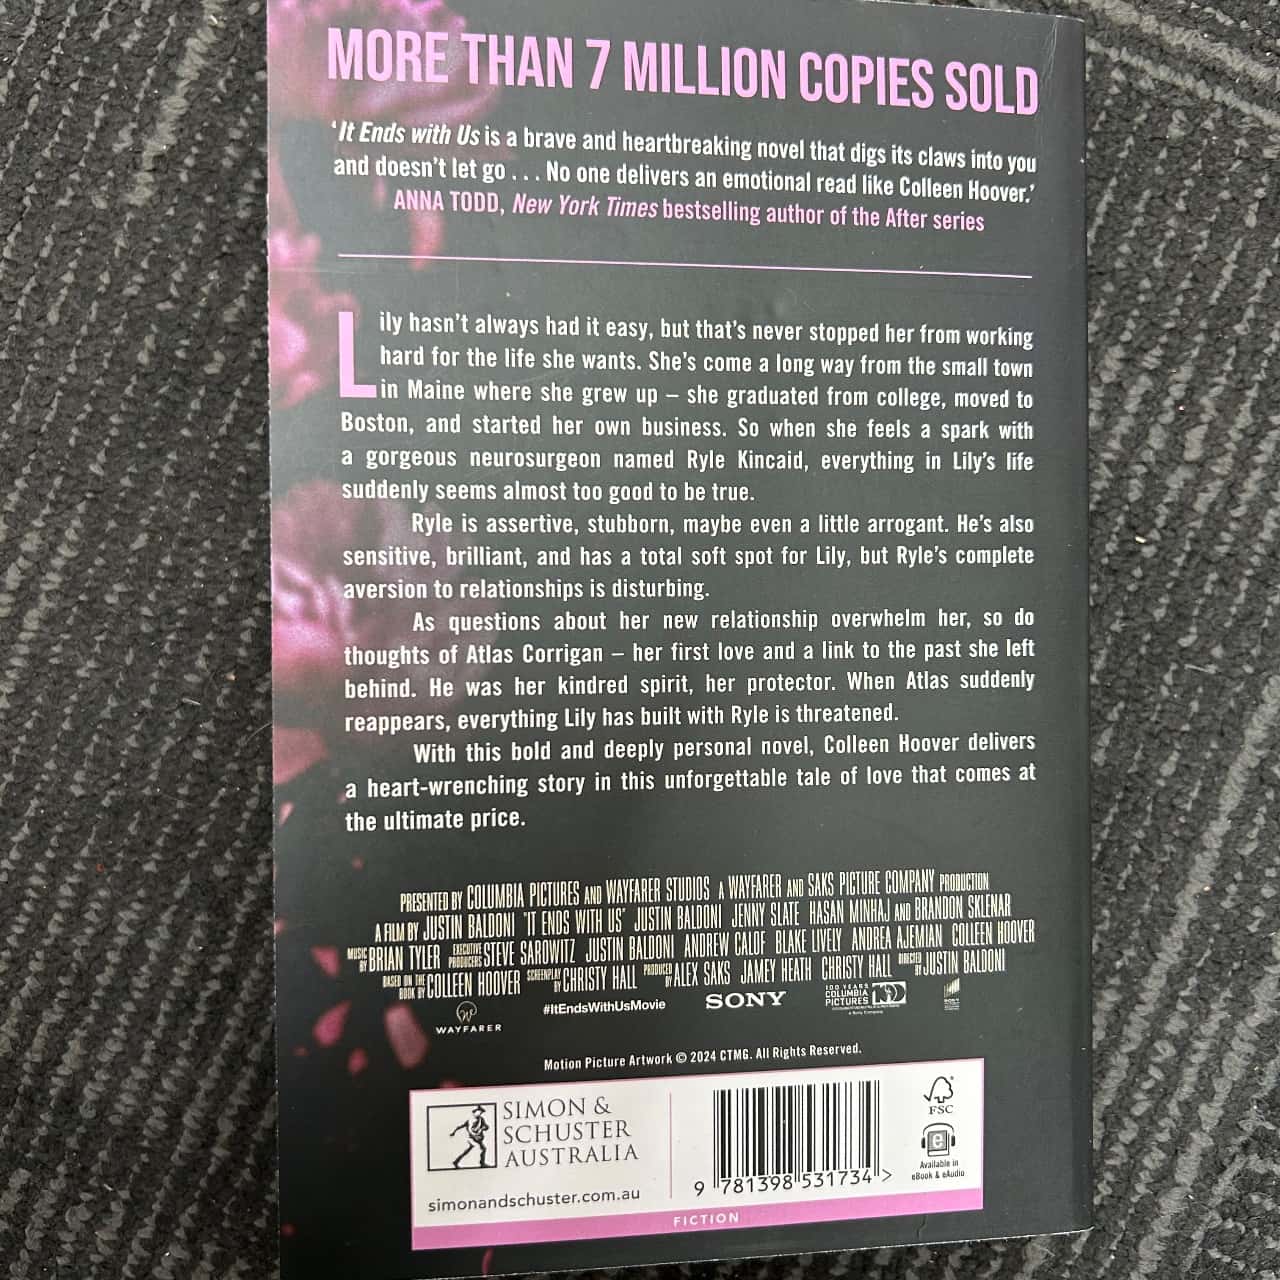 MORE THAN 7 MILLION COPIES SOLD
‘It Ends with Us is a brave and heartbreaking novel that digs its claws into you
and doesn’t let go . . . No one delivers an emotional read like Colleen Hoover.’
ANNA TODD, New York Times bestselling author of the After series
Lily hasn’t always had it easy, but that’s never stopped her from working
hard for the life she wants. She’s come a long way from the small town
in Maine where she grew up – she graduated from college, moved to
Boston, and started her own business. So when she feels a spark with
a gorgeous neurosurgeon named Ryle Kincaid, everything in Lily’s life
suddenly seems almost too good to be true.
Ryle is assertive, stubborn, maybe even a little arrogant. He’s also
sensitive, brilliant, and has a total soft spot for Lily, but Ryle’s complete
aversion to relationships is disturbing.
As questions about her new relationship overwhelm her, so do
thoughts of Atlas Corrigan – her first love and a link to the past she left
behind. He was her kindred spirit, her protector. When Atlas suddenly
reappears, everything Lily has built with Ryle is threatened.
With this bold and deeply personal novel, Colleen Hoover delivers
a heart-wrenching story in this unforgettable tale of love that comes at
the ultimate price.
PRESENTED BY COLUMBIA PICTURES AND WAYFARER STUDIOS A WAYFARER AND SAKS PICTURE COMPANY PRODUCTION
A FILM BY JUSTIN BALDONI "IT ENDS WITH US" JUSTIN BALDONI JENNY SLATE HASAN MINHAJ AND BRANDON SKLENAR
MUSIC BY BRIAN TYLER EXECUTIVE PRODUCERS STEVE SAROWITZ JUSTIN BALDONI ANDREW CALOF BLAKE LIVELY ANDREA AJEMIAN COLLEEN HOOVER
BASED ON THE BOOK BY COLLEEN HOOVER SCREENPLAY BY CHRISTY HALL PRODUCED BY ALEX SAKS JAMEY HEATH CHRISTY HALL DIRECTED BY JUSTIN BALDONI
WAYFARER
#ItEndsWithUsMovie
SONY
100 YEARS
COLUMBIA
PICTURES
a Sony Company
Motion Picture Artwork © 2024 CTMG. All Rights Reserved.
SIMON &
SCHUSTER
AUSTRALIA
simonandschuster.com.au
9 781398 531734 >
FSC
e
Available in
eBook & eAudio
FICTION